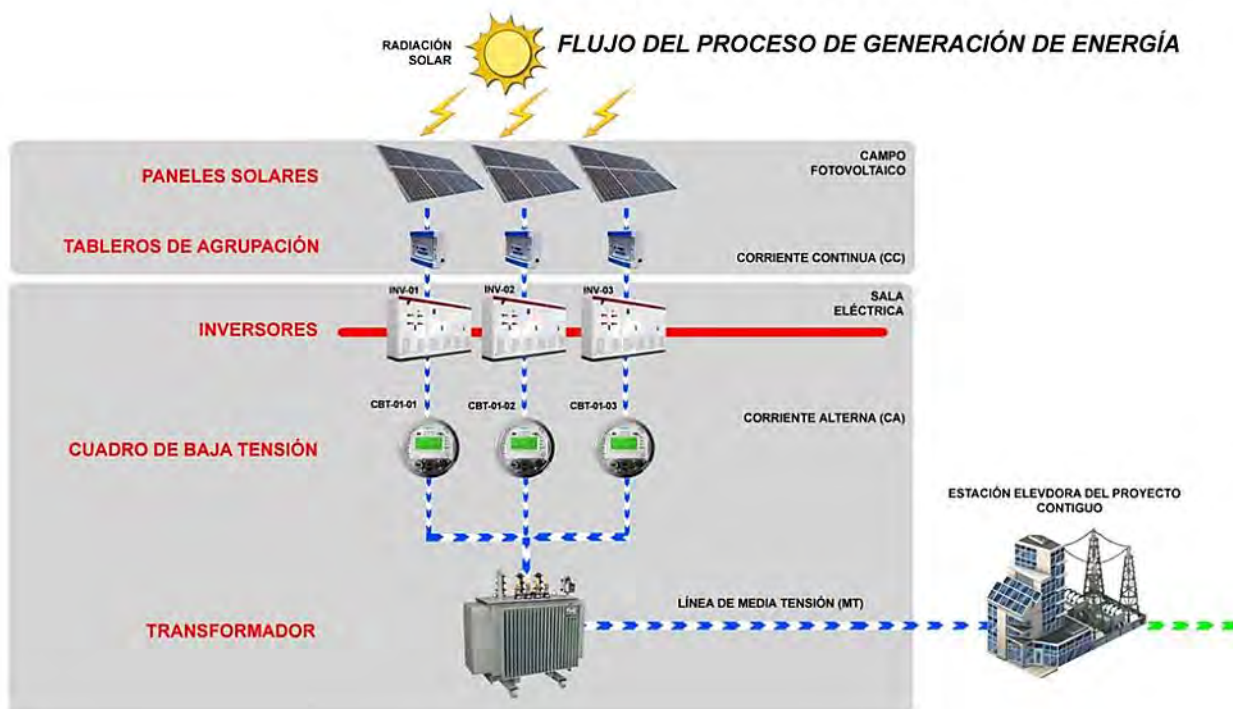 RADIACIÓN
SOLAR
FLUJO DEL PROCESO DE GENERACIÓN DE ENERGÍA
PANELES SOLARES
CAMPO
FOTOVOLTAICO
TABLEROS DE AGRUPACIÓN
CORRIENTE CONTINUA (CC)
INV-01
INV-02
INV-03
SALA
ELÉCTRICA
INVERSORES
CBT-01-01
CBT-01-02
CBT-01-03
CORRIENTE ALTERNA (CA)
CUADRO DE BAJA TENSIÓN
ESTACIÓN ELEVDORA DEL PROYECTO
CONTIGUO
LÍNEA DE MEDIA TENSIÓN (MT)
TRANSFORMADOR